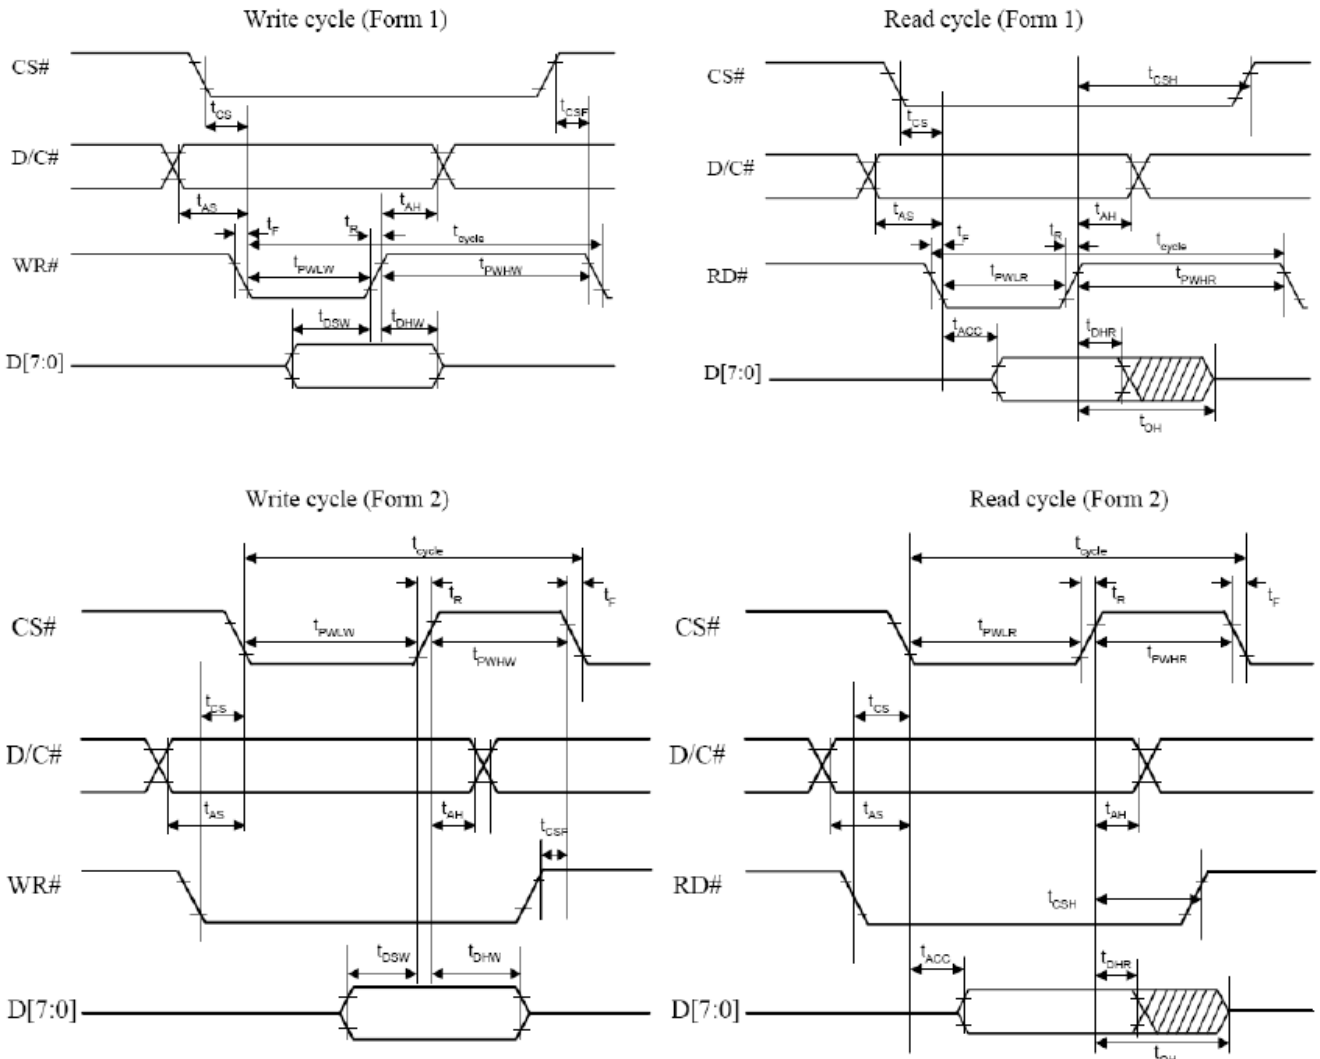 Write cycle (Form 1)
CS#
tCS
tCSF
D/C#
tAS
tAH
tF
tR
tcycle
WR#
tPWLW
tPWHW
tDSW
tDHW
D[7:0]
Read cycle (Form 1)
CS#
tCSH
tCS
D/C#
tAS
tAH
tF
tR
tcycle
RD#
tPWLR
tPWHR
tACC
tDHR
D[7:0]
tOH
Write cycle (Form 2)
tcycle
tR
tF
CS#
tPWLW
tPWHW
tCS
D/C#
tAS
tAH
tCSF
WR#
tDSW
tDHW
D[7:0]
Read cycle (Form 2)
tcycle
tR
tF
CS#
tPWLR
tPWHR
tCS
D/C#
tAS
tAH
RD#
tCSH
tACC
tDHR
D[7:0]
tOH